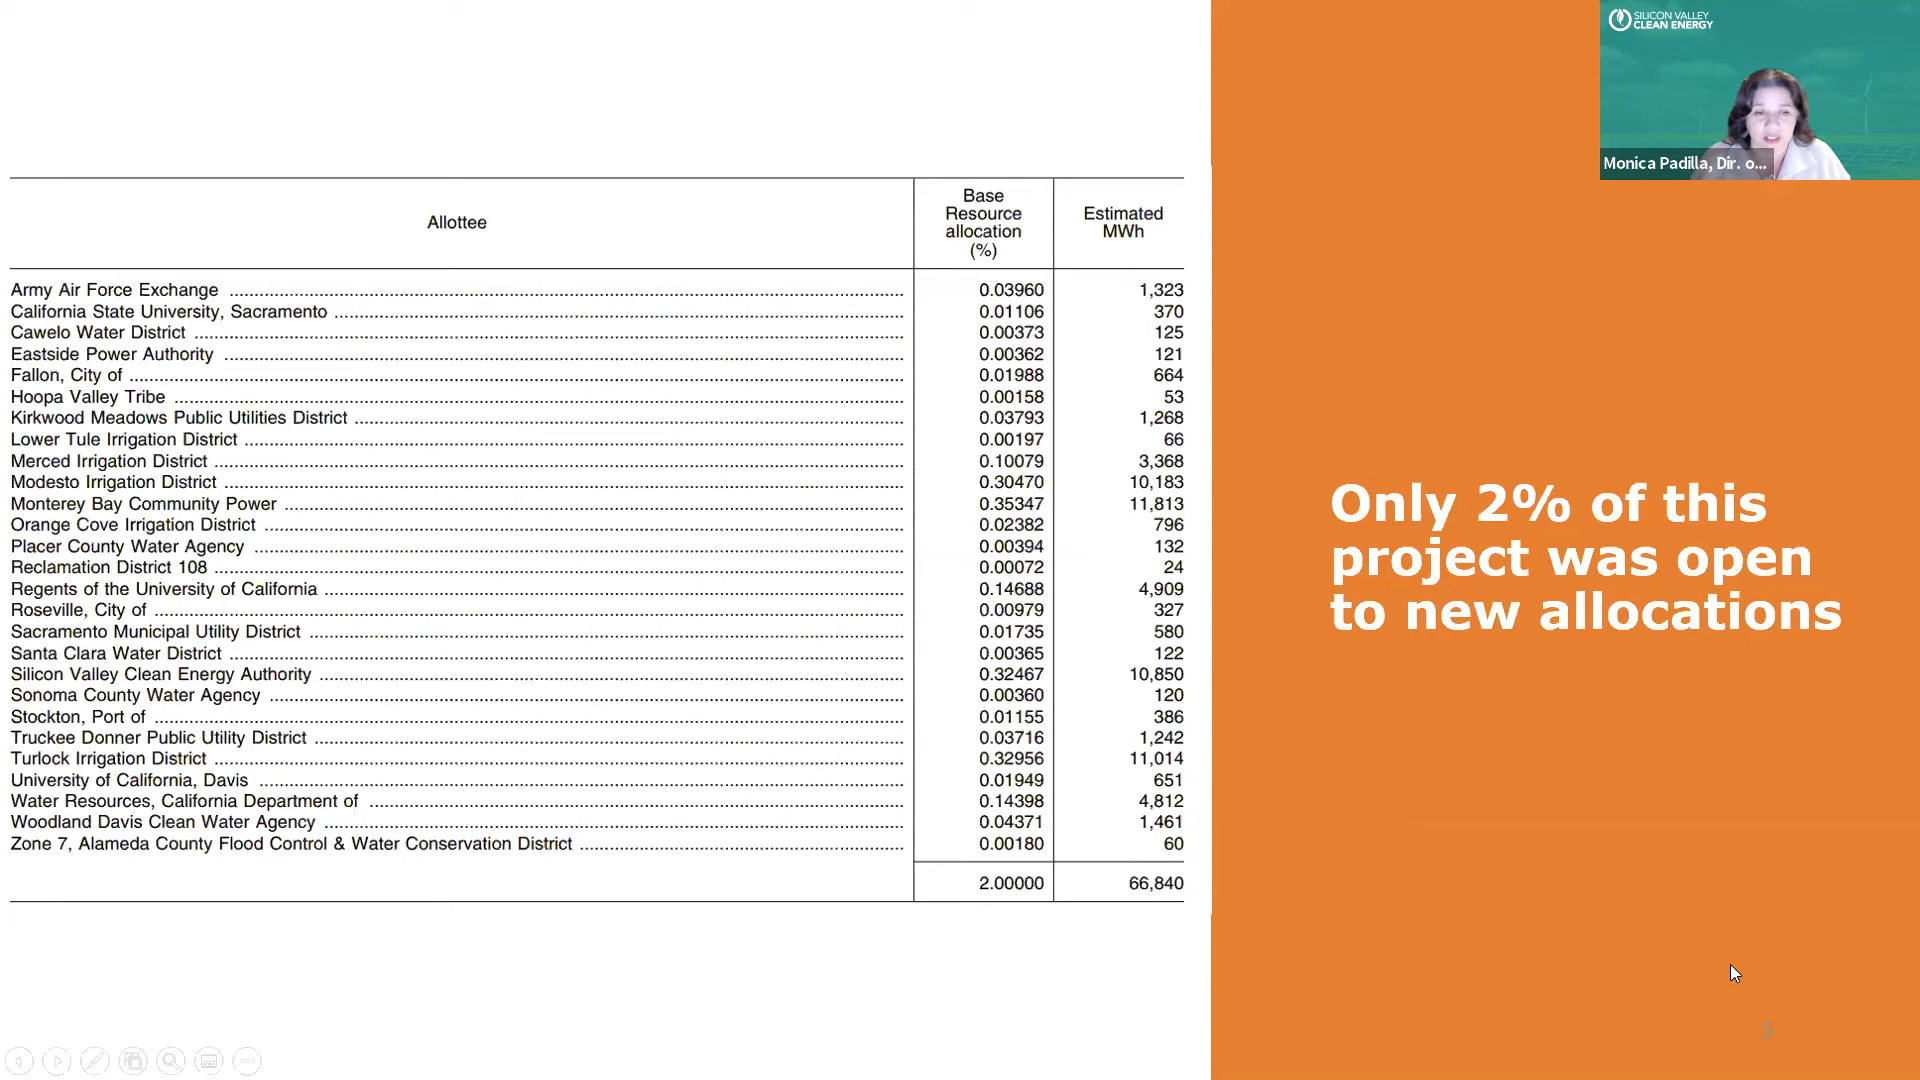 SILICON VALLEY
CLEAN ENERGY
Monica Padilla, Dir. o...
Allottee
Base
Resource
allocation
(%)
Estimated
MWh
Army Air Force Exchange 0.03960 1,323
California State University, Sacramento 0.01106 370
Cawelo Water District 0.00373 125
Eastside Power Authority 0.00362 121
Fallon, City of 0.01988 664
Hoopa Valley Tribe 0.00158 53
Kirkwood Meadows Public Utilities District 0.03793 1,268
Lower Tule Irrigation District 0.00197 66
Merced Irrigation District 0.10079 3,368
Modesto Irrigation District 0.30470 10,183
Monterey Bay Community Power 0.35347 11,813
Orange Cove Irrigation District 0.02382 796
Placer County Water Agency 0.00394 132
Reclamation District 108 0.00072 24
Regents of the University of California 0.14688 4,909
Roseville, City of 0.00979 327
Sacramento Municipal Utility District 0.01735 580
Santa Clara Water District 0.00365 122
Silicon Valley Clean Energy Authority 0.32467 10,850
Sonoma County Water Agency 0.00360 120
Stockton, Port of 0.01155 386
Truckee Donner Public Utility District 0.03716 1,242
Turlock Irrigation District 0.32956 11,014
University of California, Davis 0.01949 651
Water Resources, California Department of 0.14398 4,812
Woodland Davis Clean Water Agency 0.04371 1,461
Zone 7, Alameda County Flood Control & Water Conservation District 0.00180 60
2.00000 66,840
Only 2% of this
project was open
to new allocations
5